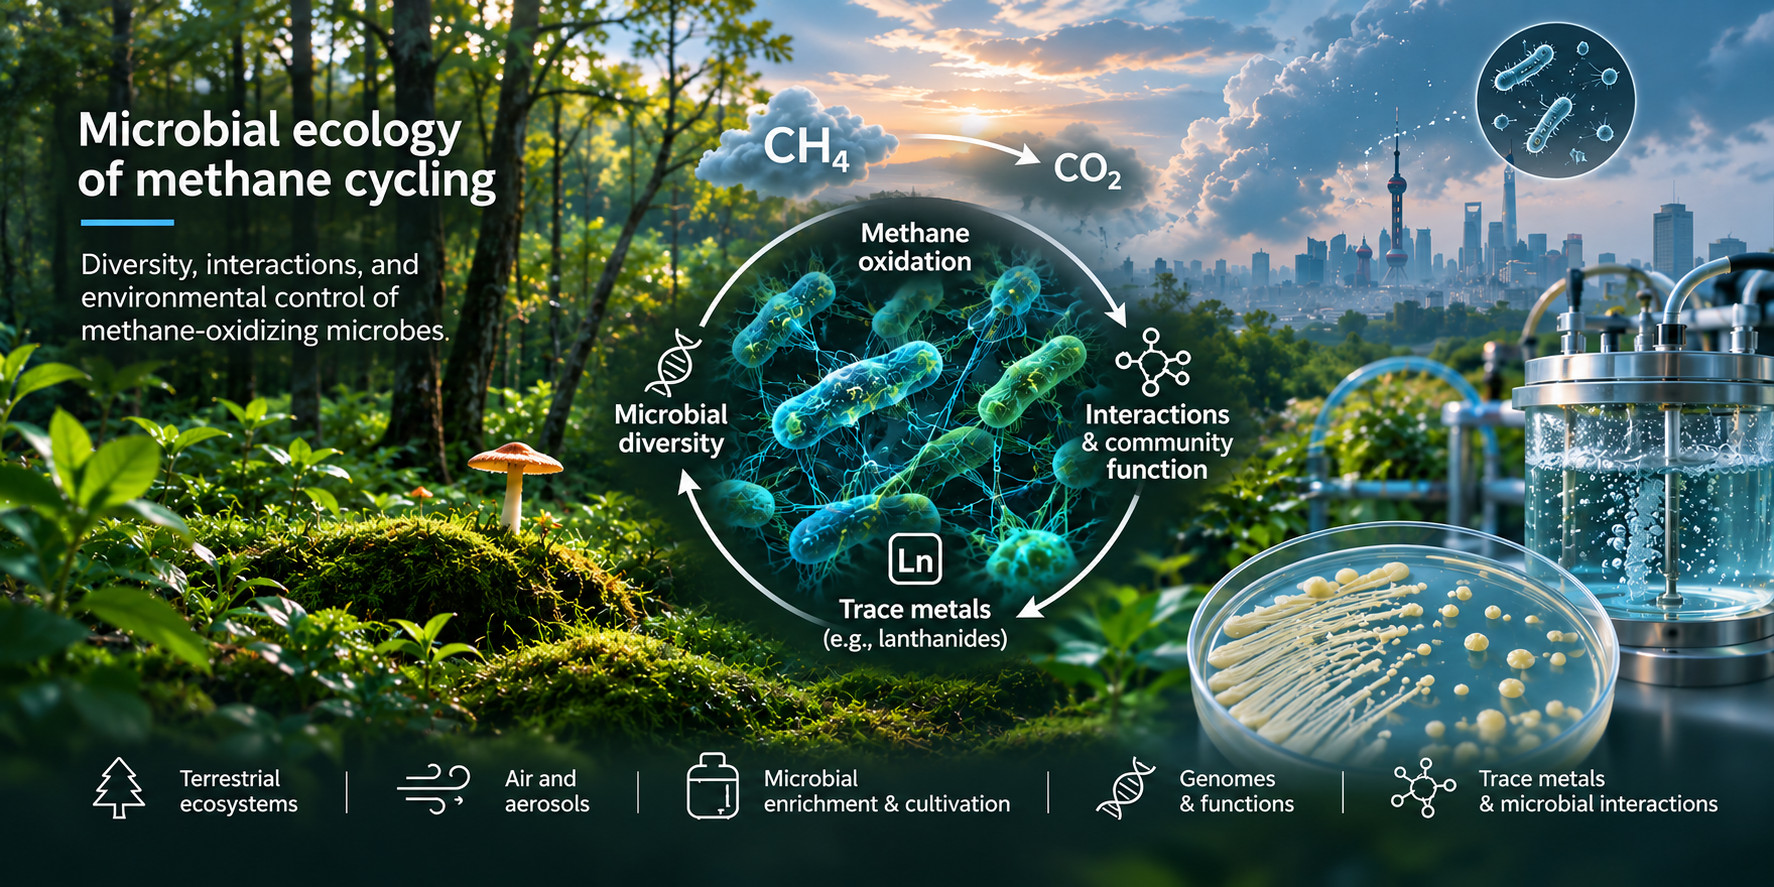 Microbial ecology
of methane cycling
Diversity, interactions, and
environmental control of
methane-oxidizing microbes.
CH₄
CO₂
Methane
oxidation
Microbial
diversity
Interactions
& community
function
Ln
Trace metals
(e.g., lanthanides)
Terrestrial
ecosystems
Air and
aerosols
Microbial
enrichment & cultivation
Genomes
& functions
Trace metals
& microbial interactions